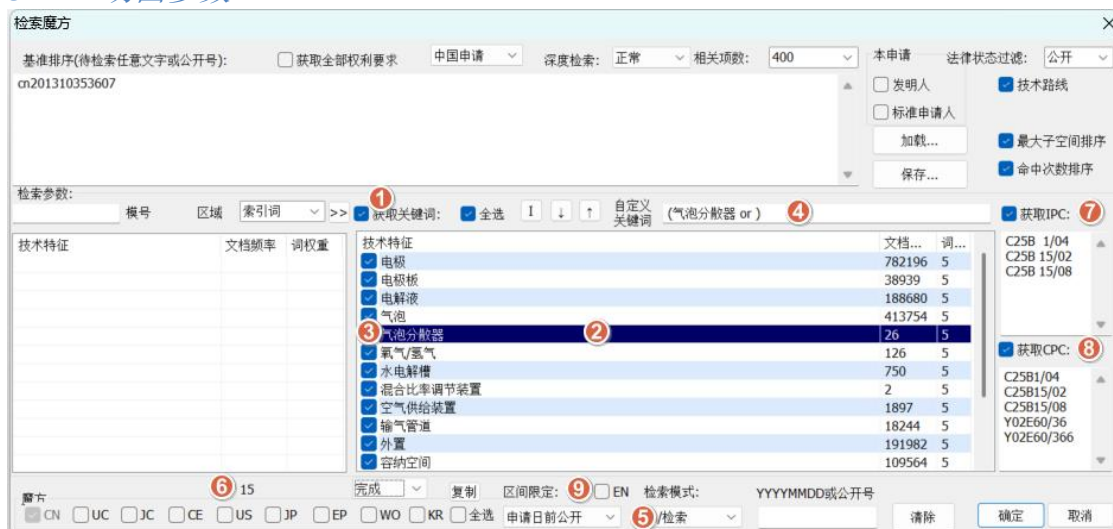 检索魔方
基准排序(待检索任意文字或公开号): 获取全部权利要求 中国申请 深度检索: 正常 相关项数: 400 本申请 法律状态过滤: 公开
cn201310353607
发明人 技术路线
标准申请人
加载... 最大子空间排序
保存... 命中次数排序
检索参数:
模号 区域 索引词 >> ① 获取关键词: 全选 I ↓ ↑ 自定义关键词 (气泡分散器 or ) ④ 获取IPC: ⑦
技术特征 文档频率 词权重 技术特征 文档... 词...
电极 782196 5
电极板 38939 5
电解液 188680 5
气泡 413754 5
③ 气泡分散器 ② 26 5
氧气/氢气 126 5
水电解槽 750 5
混合比率调节装置 2 5
空气供给装置 1897 5
输气管道 18244 5
外置 191982 5
容纳空间 109564 5
C25B 1/04
C25B 15/02
C25B 15/08
获取CPC: ⑧
C25B1/04
C25B15/02
C25B15/08
Y02E60/36
Y02E60/366
魔方 ⑥ 15 完成 复制 区间限定: ⑨ EN 检索模式: YYYYMMDD或公开号
CN UC JC CE US JP EP WO KR 全选 申请日前公开 ⑤ /检索 清除 确定 取消